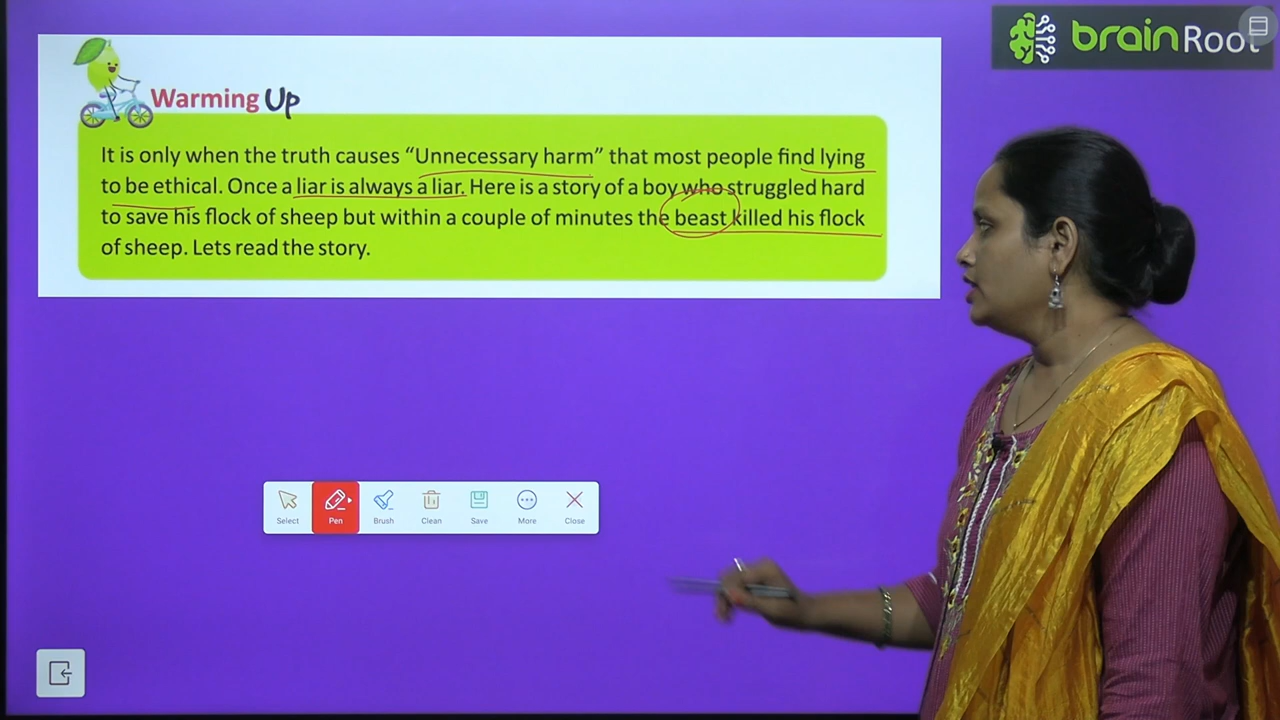 brainRoot
Warming Up
It is only when the truth causes “Unnecessary harm” that most people find lying
to be ethical. Once a liar is always a liar. Here is a story of a boy who struggled hard
to save his flock of sheep but within a couple of minutes the beast killed his flock
of sheep. Lets read the story.
Select Pen Brush Clean Save More Close